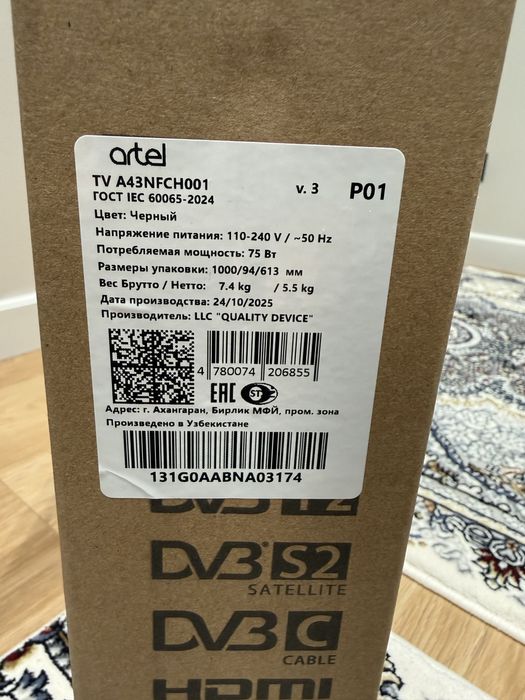 artel
TV A43NFCH001 v. 3 P01
ГОСТ IEC 60065-2024
Цвет: Черный
Напряжение питания: 110-240 V / ~50 Hz
Потребляемая мощность: 75 Вт
Размеры упаковки: 1000/94/613 мм
Вес Брутто / Нетто: 7.4 kg / 5.5 kg
Дата производства: 24/10/2025
Производитель: LLC "QUALITY DEVICE"
4 780074 206855
EAC
Адрес: г. Ахангаран, Бирлик МФЙ, пром. зона
Произведено в Узбекистане
131G0AABNA03174
DVB T2
DVB S2
SATELLITE
DVB C
CABLE
HDMI